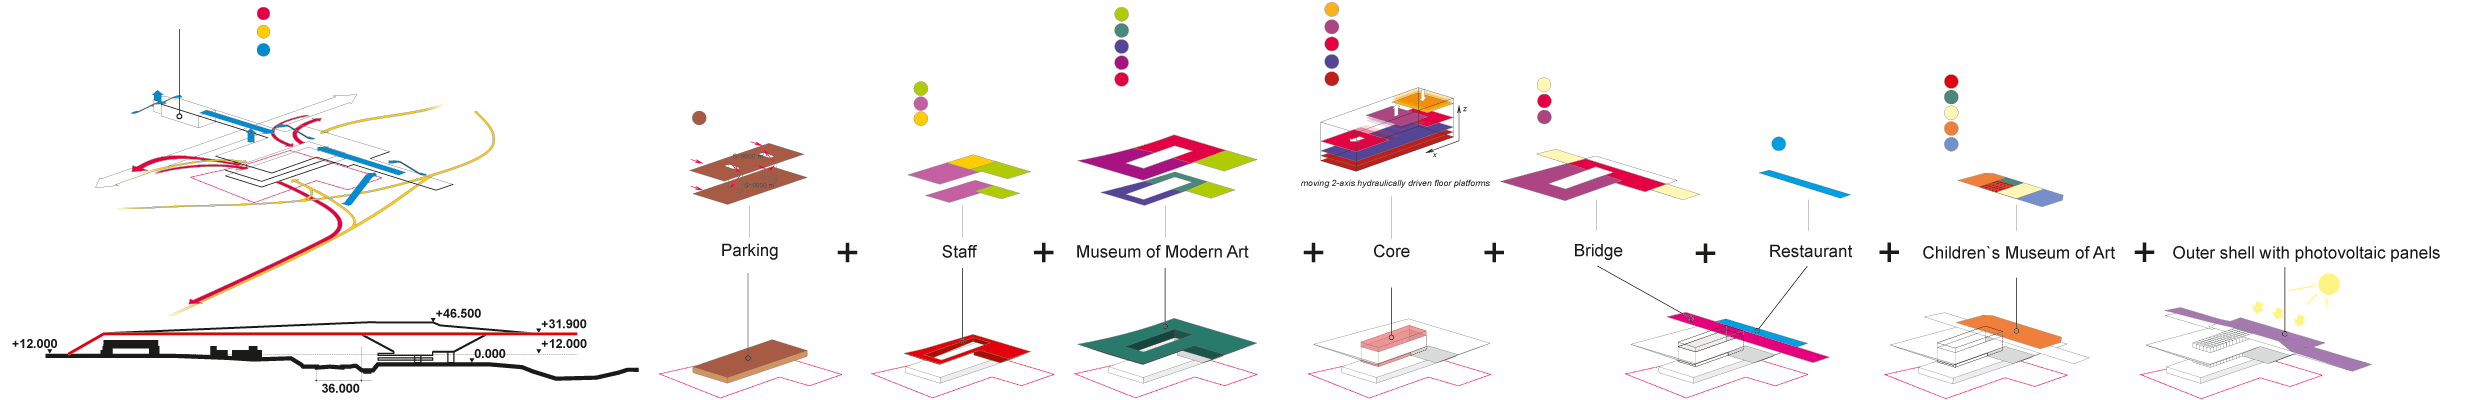 z
x
moving 2-axis hydraulically driven floor platforms
Parking + Staff + Museum of Modern Art + Core + Bridge + Restaurant + Children`s Museum of Art + Outer shell with photovoltaic panels
+46.500
+31.900
+12.000
+12.000
0.000
36.000